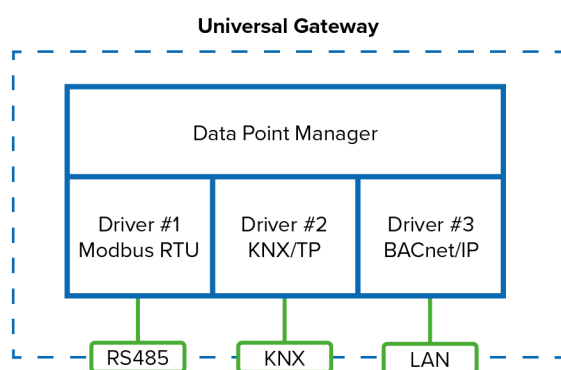 Universal Gateway
Data Point Manager
Driver #1
Modbus RTU
Driver #2
KNX/TP
Driver #3
BACnet/IP
RS485
KNX
LAN